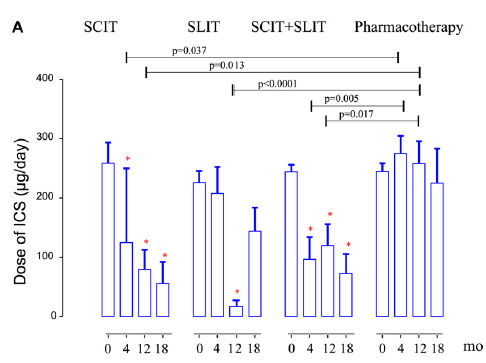 A
SCIT SLIT SCIT+SLIT Pharmacotherapy
p=0.037
p=0.013
p<0.0001
p=0.005
p=0.017
Dose of ICS (µg/day)
400
300
200
100
0
* * * * * * *
0 4 12 18 0 4 12 18 0 4 12 18 0 4 12 18 mo